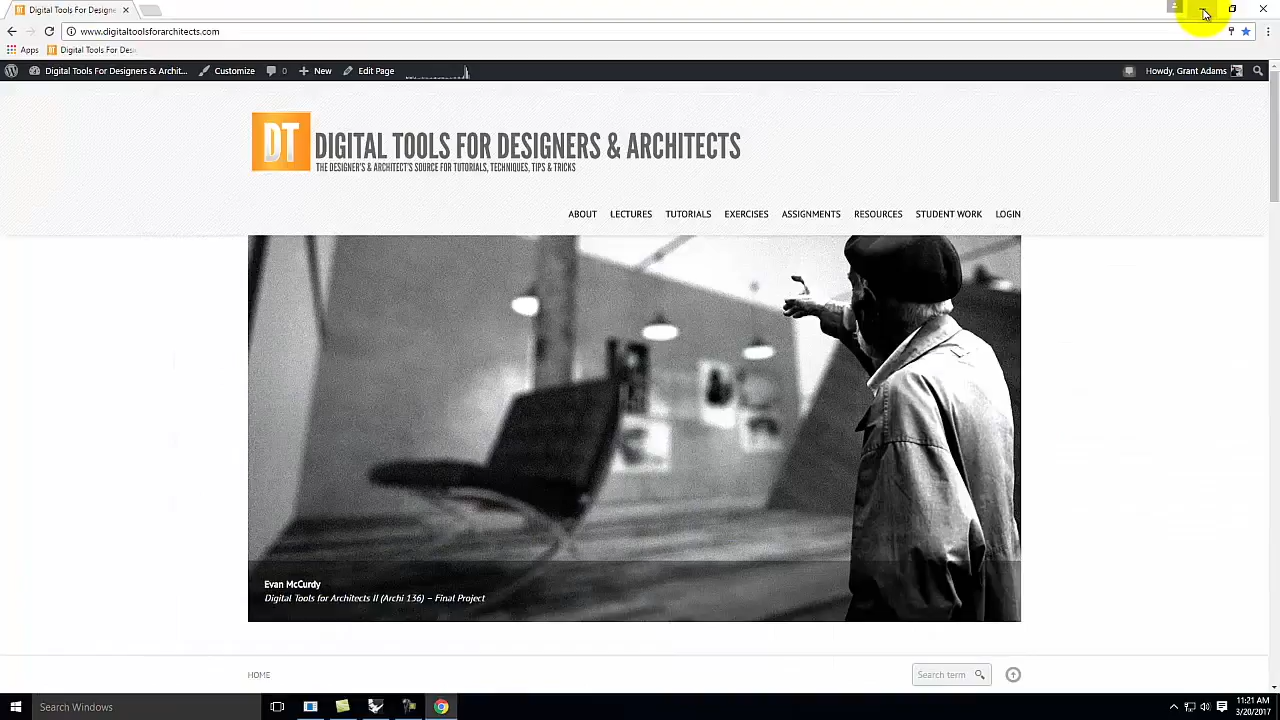 Digital Tools For Designe
www.digitaltoolsforarchitects.com
Apps
Digital Tools For Des
Digital Tools For Designers & Archit...
Customize
0
New
Edit Page
Howdy, Grant Adams
DT
DIGITAL TOOLS FOR DESIGNERS & ARCHITECTS
THE DESIGNER'S & ARCHITECT'S SOURCE FOR TUTORIALS, TECHNIQUES, TIPS & TRICKS
ABOUT
LECTURES
TUTORIALS
EXERCISES
ASSIGNMENTS
RESOURCES
STUDENT WORK
LOGIN
Evan McCurdy
Digital Tools for Architects II (Archi 136) – Final Project
HOME
Search term
Search Windows
11:21 AM
3/20/2017